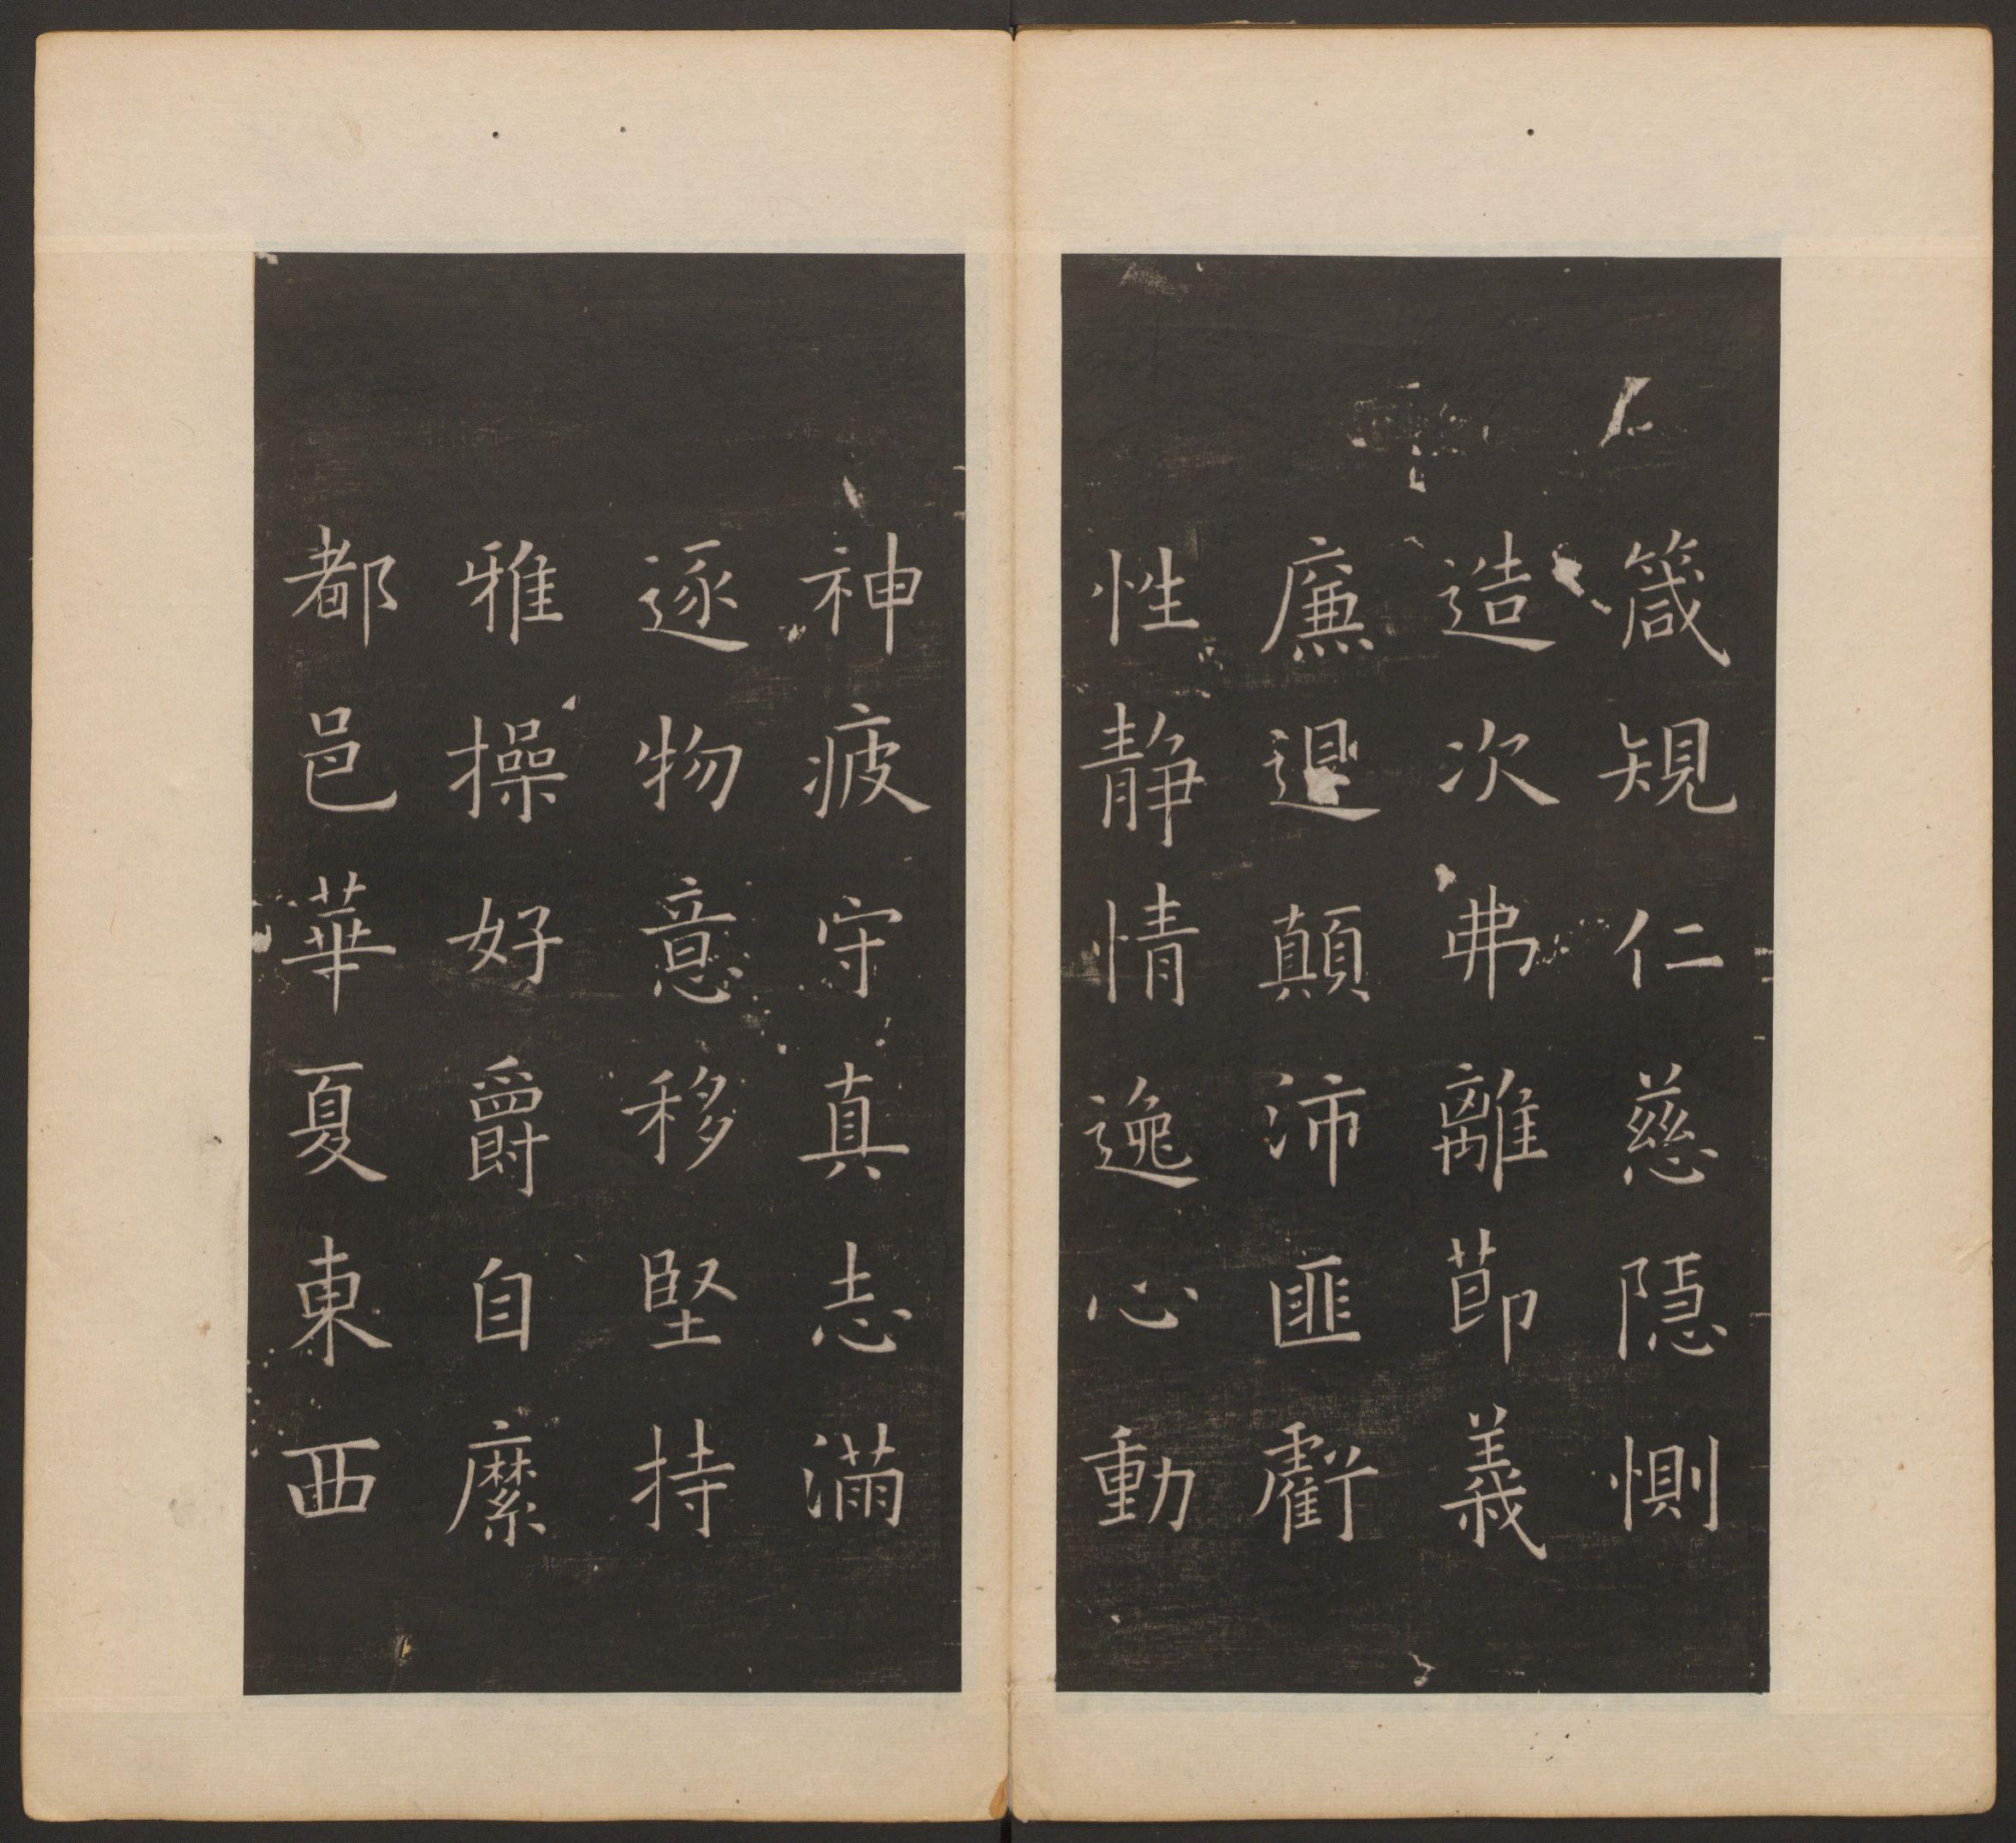 箴規仁慈隱惻
造次弗離莭義
廉退顛沛匪虧
性静情逸心動
神疲守真志滿
逐物意移堅持
雅操好爵自縻
都邑華夏東西